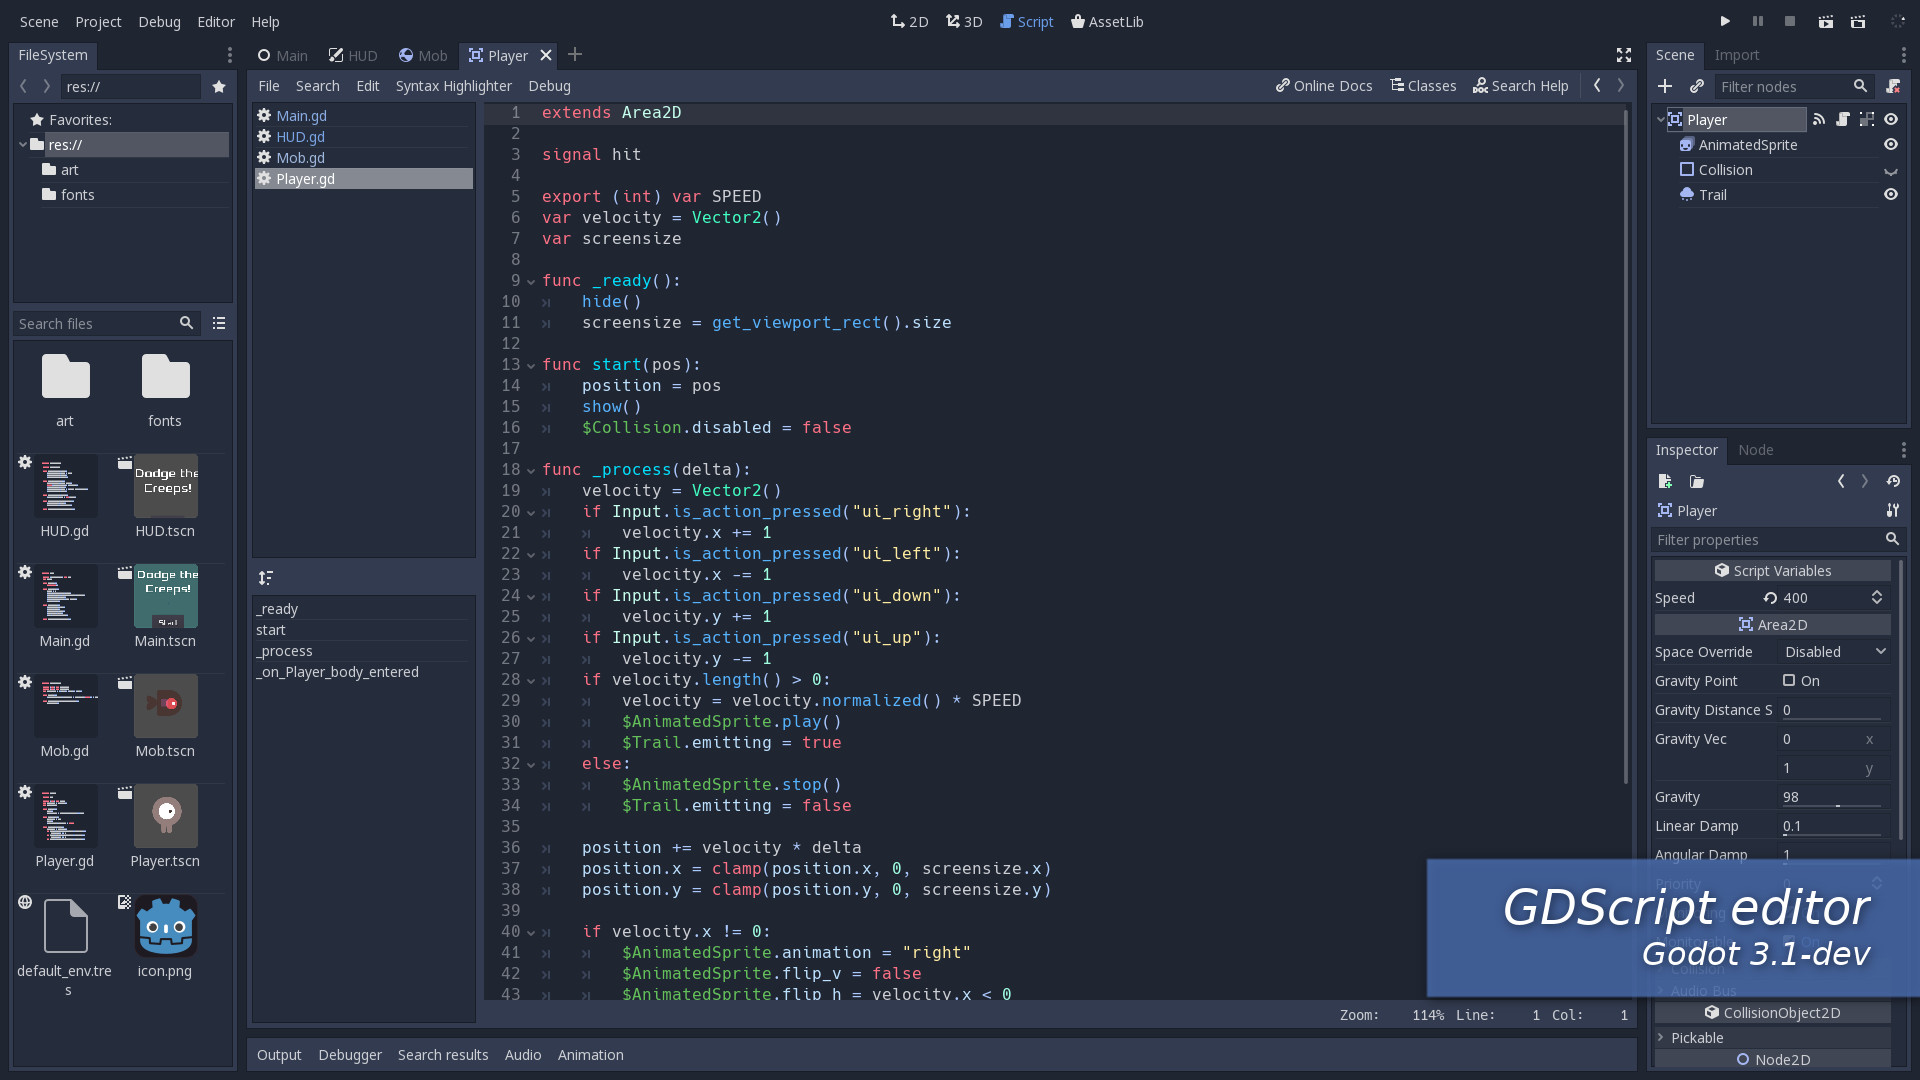 Scene Project Debug Editor Help
2D 3D Script AssetLib
FileSystem
res://
Favorites:
res://
art
fonts
Search files
art fonts
HUD.gd HUD.tscn
Dodge the
Creeps!
Main.gd Main.tscn
Dodge the
Creeps!
Mob.gd Mob.tscn
Player.gd Player.tscn
default_env.tre
s
icon.png
Main HUD Mob Player
File Search Edit Syntax Highlighter Debug
Online Docs Classes Search Help
Main.gd
HUD.gd
Mob.gd
Player.gd
_ready
start
_process
_on_Player_body_entered
1 extends Area2D
2
3 signal hit
4
5 export (int) var SPEED
6 var velocity = Vector2()
7 var screensize
8
9 func _ready():
10 hide()
11 screensize = get_viewport_rect().size
12
13 func start(pos):
14 position = pos
15 show()
16 $Collision.disabled = false
17
18 func _process(delta):
19 velocity = Vector2()
20 if Input.is_action_pressed("ui_right"):
21 velocity.x += 1
22 if Input.is_action_pressed("ui_left"):
23 velocity.x -= 1
24 if Input.is_action_pressed("ui_down"):
25 velocity.y += 1
26 if Input.is_action_pressed("ui_up"):
27 velocity.y -= 1
28 if velocity.length() > 0:
29 velocity = velocity.normalized() * SPEED
30 $AnimatedSprite.play()
31 $Trail.emitting = true
32 else:
33 $AnimatedSprite.stop()
34 $Trail.emitting = false
35
36 position += velocity * delta
37 position.x = clamp(position.x, 0, screensize.x)
38 position.y = clamp(position.y, 0, screensize.y)
39
40 if velocity.x != 0:
41 $AnimatedSprite.animation = "right"
42 $AnimatedSprite.flip_v = false
43 $AnimatedSprite.flip_h = velocity.x < 0
Zoom: 114% Line: 1 Col: 1
Output Debugger Search results Audio Animation
Scene Import
Filter nodes
Player
AnimatedSprite
Collision
Trail
Inspector Node
Player
Filter properties
Script Variables
Speed 400
Area2D
Space Override Disabled
Gravity Point On
Gravity Distance S 0
Gravity Vec 0 x
1 y
Gravity 98
Linear Damp 0.1
Angular Damp 1
Priority
GDScript editor
Godot 3.1-dev
Collision
Audio Bus
CollisionObject2D
Pickable
Node2D